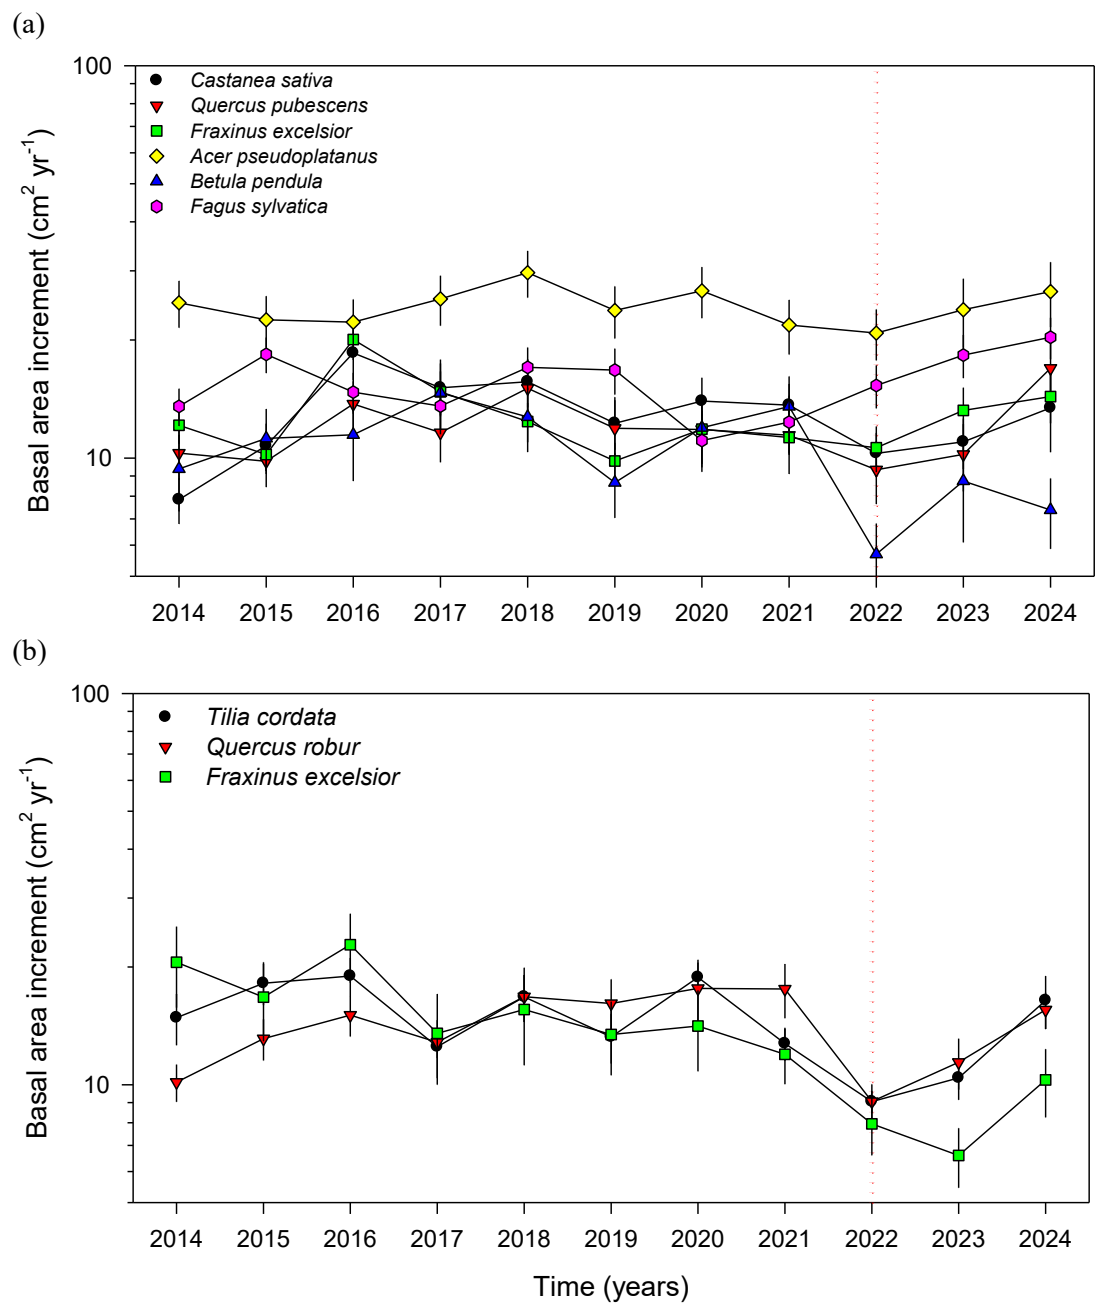 (a)
100
Castanea sativa
Quercus pubescens
Fraxinus excelsior
Acer pseudoplatanus
Betula pendula
Fagus sylvatica
Basal area increment (cm² yr⁻¹)
10
2014 2015 2016 2017 2018 2019 2020 2021 2022 2023 2024
(b)
100
Tilia cordata
Quercus robur
Fraxinus excelsior
Basal area increment (cm² yr⁻¹)
10
2014 2015 2016 2017 2018 2019 2020 2021 2022 2023 2024
Time (years)